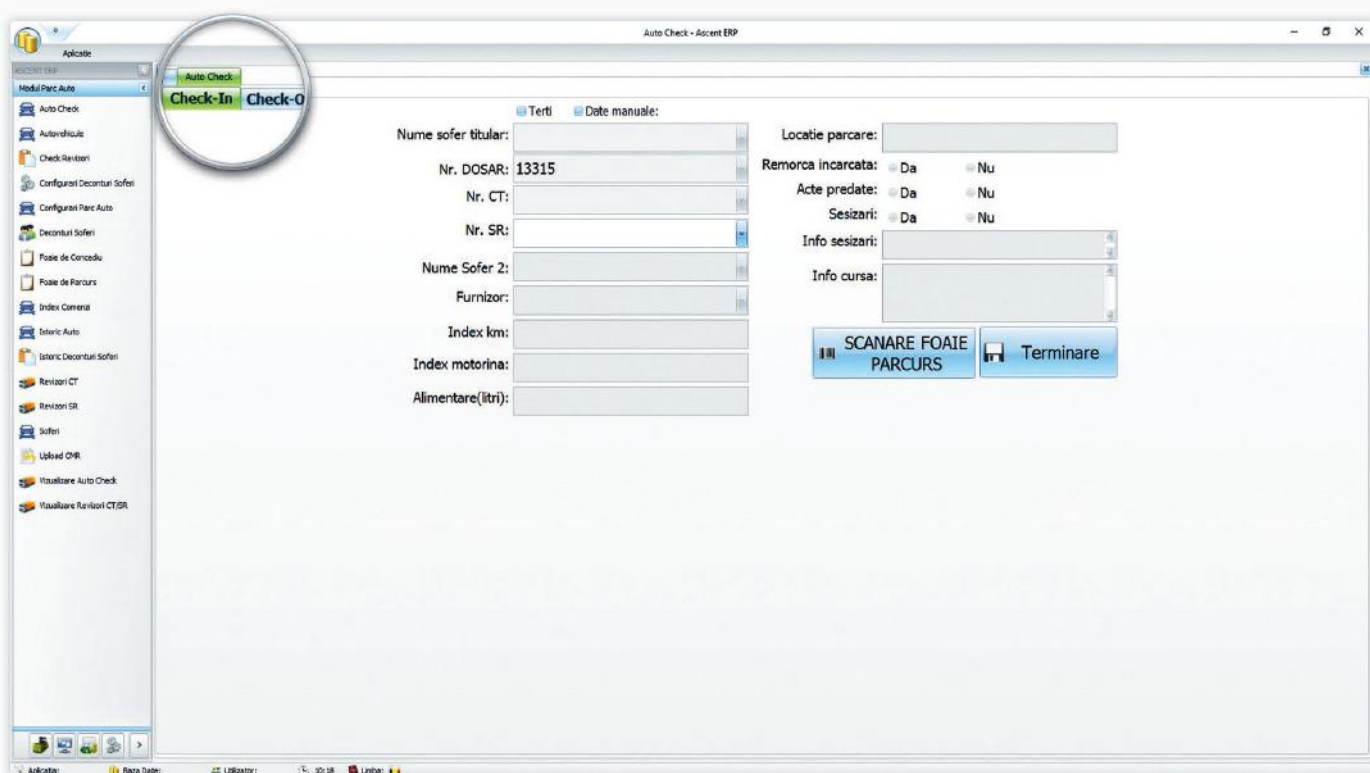 Auto Check - Ascent ERP
Aplicatie
ASCENT ERP
Modul Parc Auto
Auto Check
Autovehicule
Check Revizori
Configurari Deconturi Soferi
Configurari Parc Auto
Deconturi Soferi
Foaie de Concediu
Foaie de Parcurs
Index Comenzi
Istoric Auto
Istoric Deconturi Soferi
Revizori CT
Revizori SR
Soferi
Upload CMR
Vizualizare Auto Check
Vizualizare Revizori CT/SR
Auto Check
Check-In Check-O
Terti Date manuale:
Nume sofer titular:
Nr. DOSAR: 13315
Nr. CT:
Nr. SR:
Nume Sofer 2:
Furnizor:
Index km:
Index motorina:
Alimentare(litri):
Locatie parcare:
Remorca incarcata: Da Nu
Acte predate: Da Nu
Sesizari: Da Nu
Info sesizari:
Info cursa:
SCANARE FOAIE
PARCURS
Terminare
Aplicatia: Baza Date: Utilizator: 10:18 Limba: